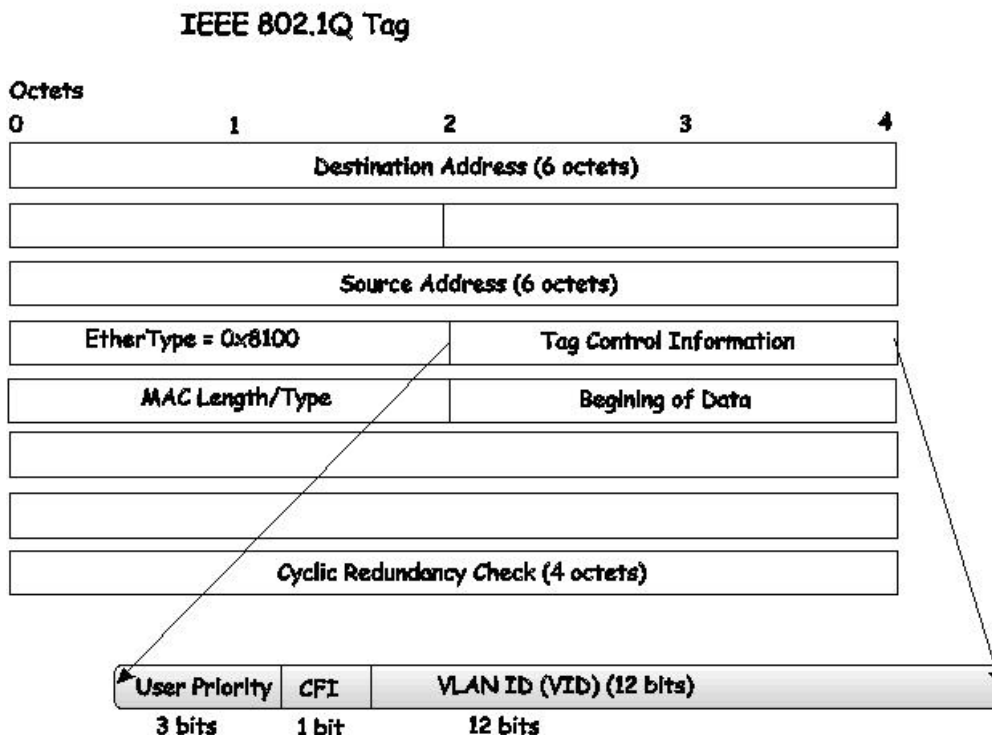 IEEE 802.1Q Tag
Octets
0 1 2 3 4
Destination Address (6 octets)
Source Address (6 octets)
EtherType = 0x8100 Tag Control Information
MAC Length/Type Begining of Data
Cyclic Redundancy Check (4 octets)
User Priority CFI VLAN ID (VID) (12 bits)
3 bits 1 bit 12 bits